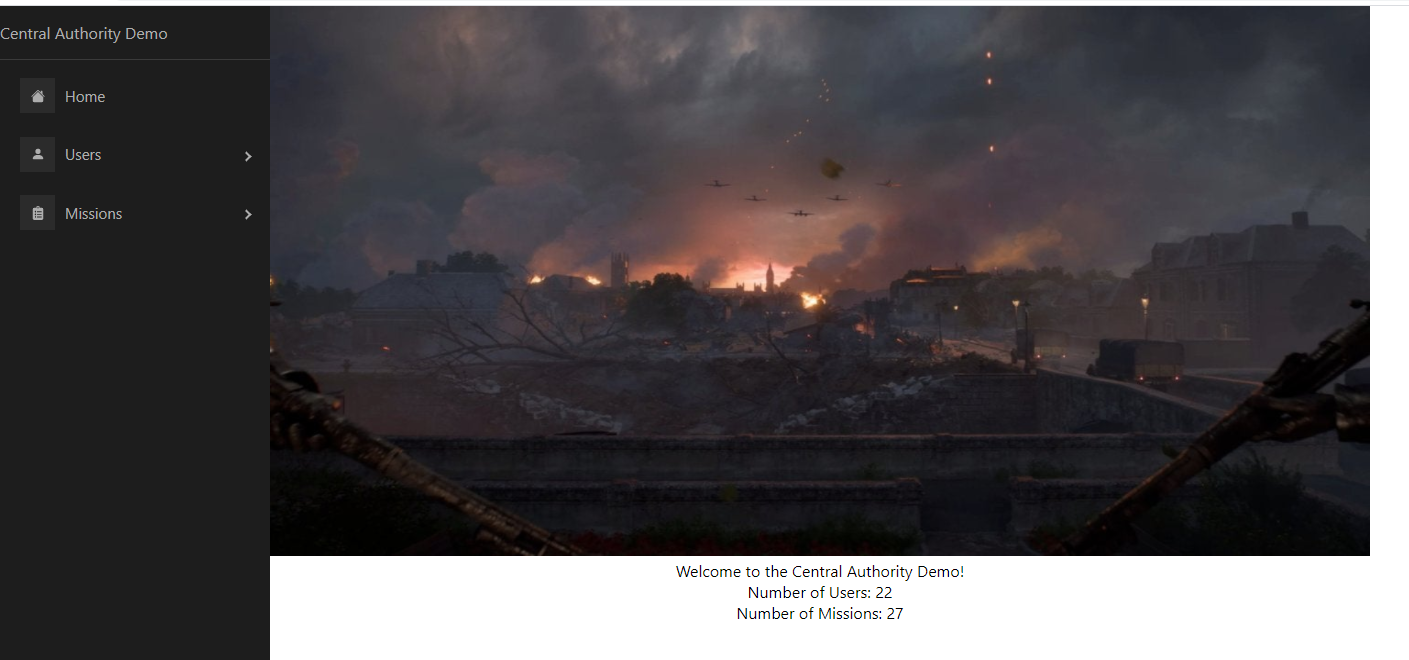 Central Authority Demo
Home
Users
Missions
Welcome to the Central Authority Demo!
Number of Users: 22
Number of Missions: 27